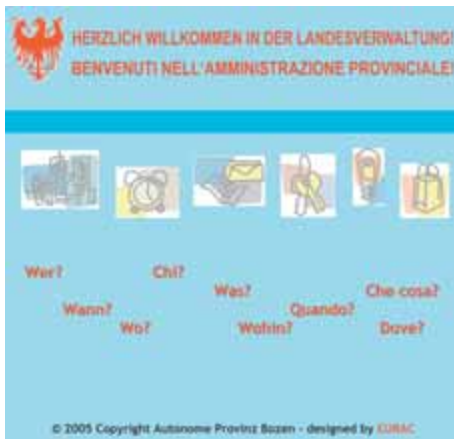 HERZLICH WILLKOMMEN IN DER LANDESVERWALTUNG!
BENVENUTI NELL'AMMINISTRAZIONE PROVINCIALE!
Wer? Chi?
Was? Che cosa?
Wann? Quando?
Wo? Wohin? Dove?
© 2005 Copyright Autonome Provinz Bozen - designed by EURAC